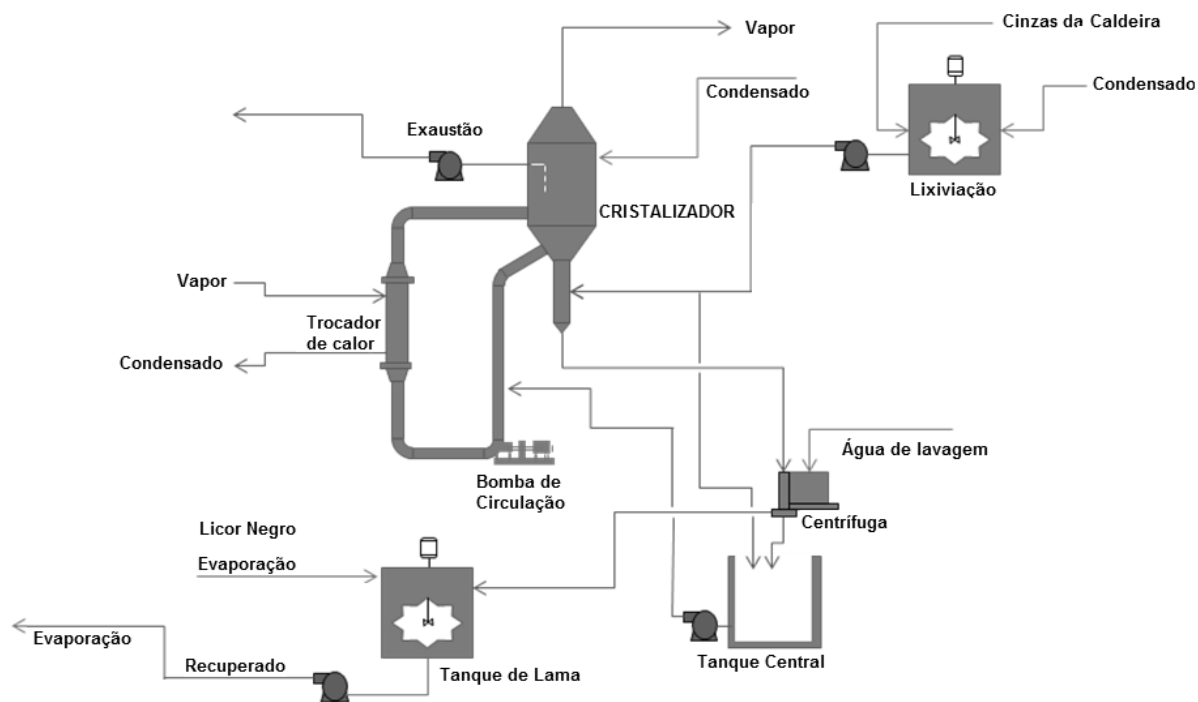 Vapor
Cinzas da Caldeira
Condensado
Condensado
Exaustão
Lixiviação
CRISTALIZADOR
Vapor
Trocador
de calor
Condensado
Água de lavagem
Bomba de
Circulação
Centrífuga
Licor Negro
Evaporação
Evaporação
Recuperado
Tanque de Lama
Tanque Central